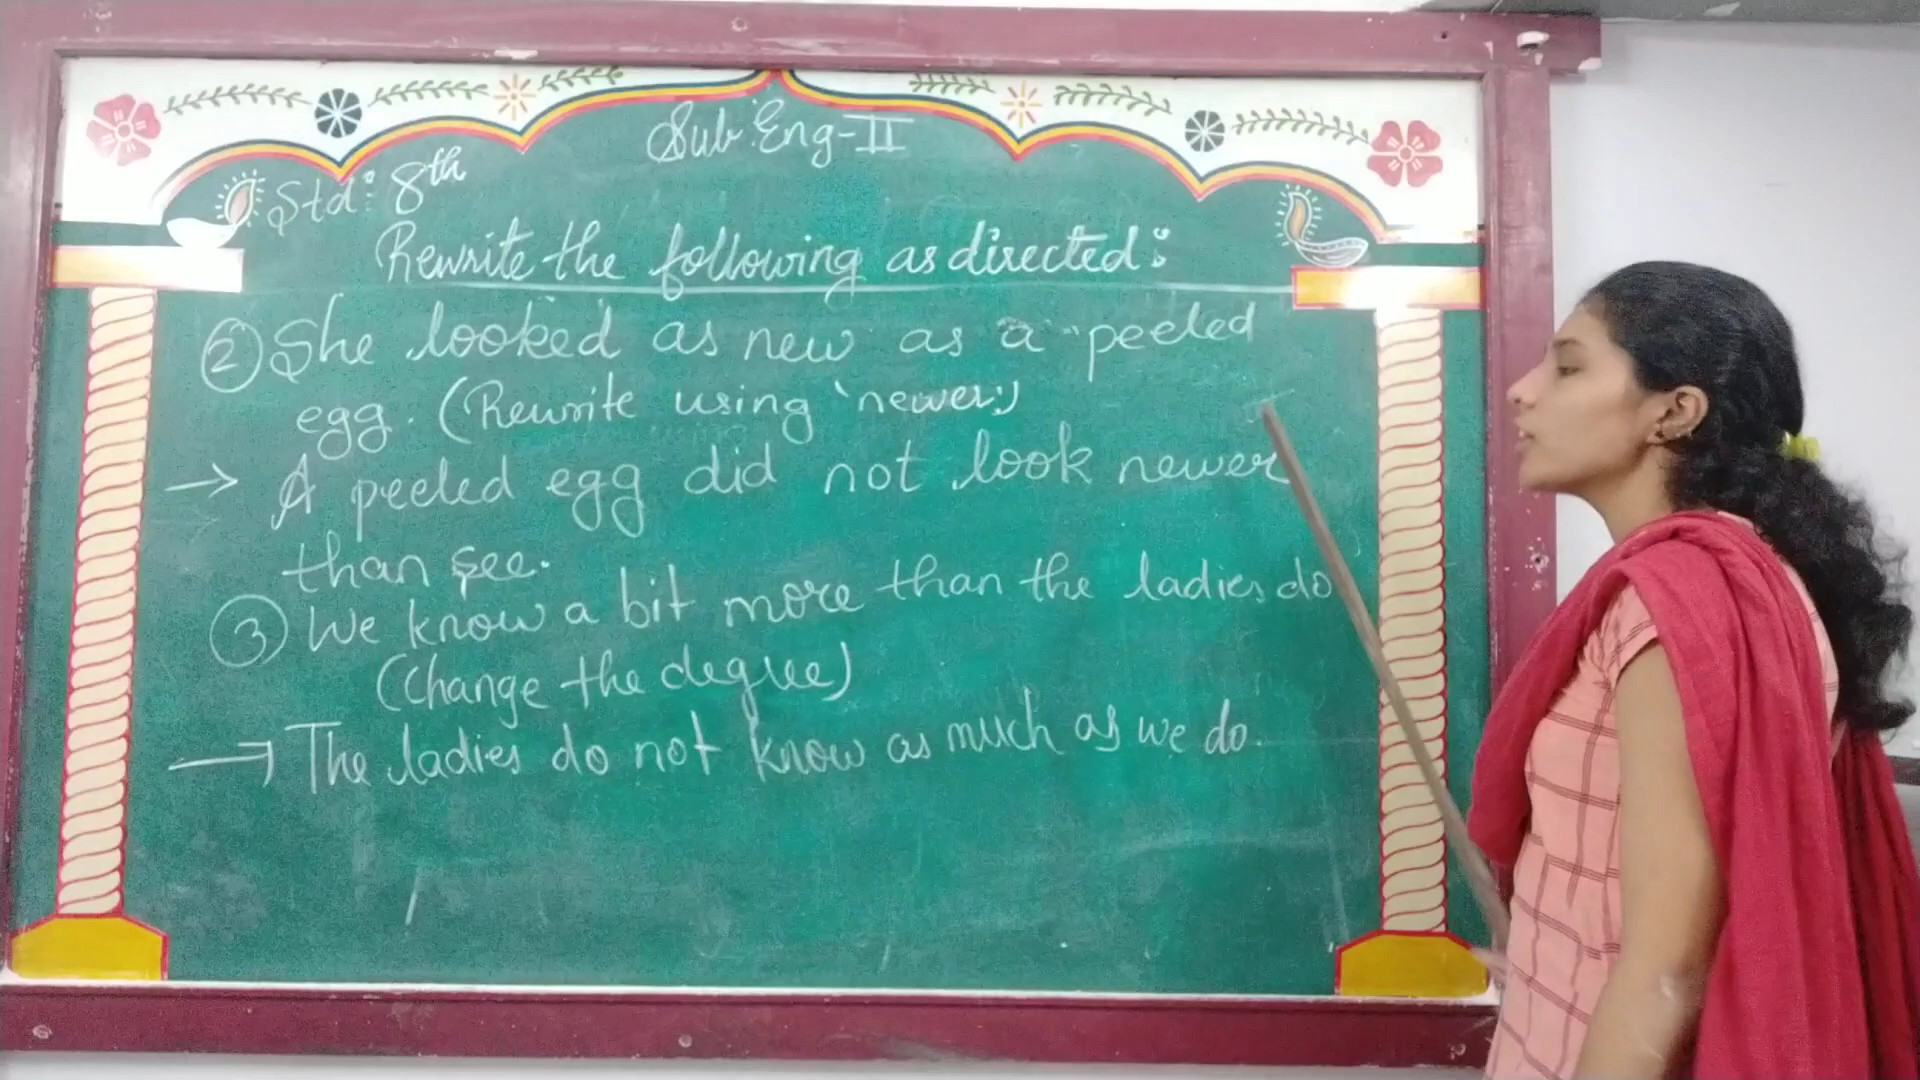 Sub: Eng-II
Std: 8th
Rewrite the following as directed:
② She looked as new as a peeled
egg. (Rewrite using 'newer')
→ A peeled egg did not look newer
than see.
③ We know a bit more than the ladies do
(Change the degree)
→ The ladies do not know as much as we do.